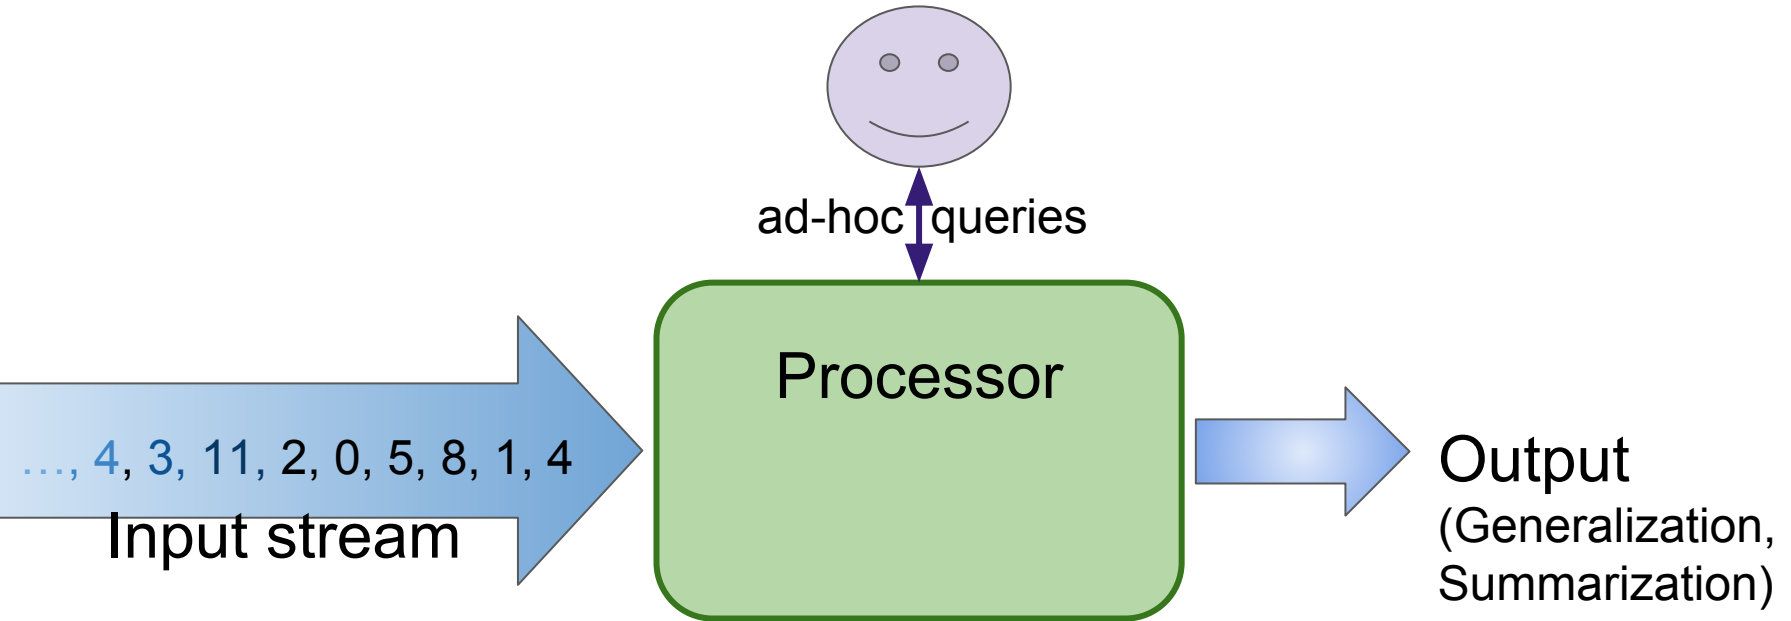 ad-hoc queries
Processor
…, 4, 3, 11, 2, 0, 5, 8, 1, 4
Input stream
Output
(Generalization,
Summarization)